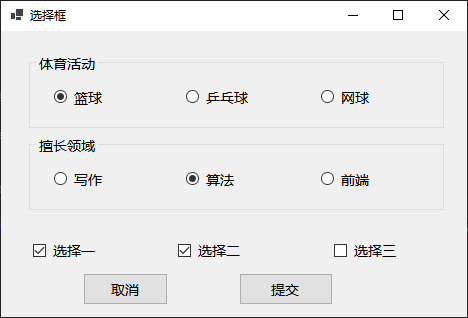 选择框
体育活动
篮球 乒乓球 网球
擅长领域
写作 算法 前端
选择一 选择二 选择三
取消 提交